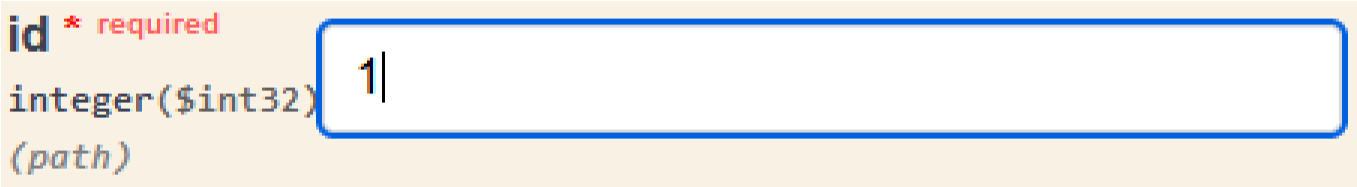 id * required
1
integer($int32)
(path)